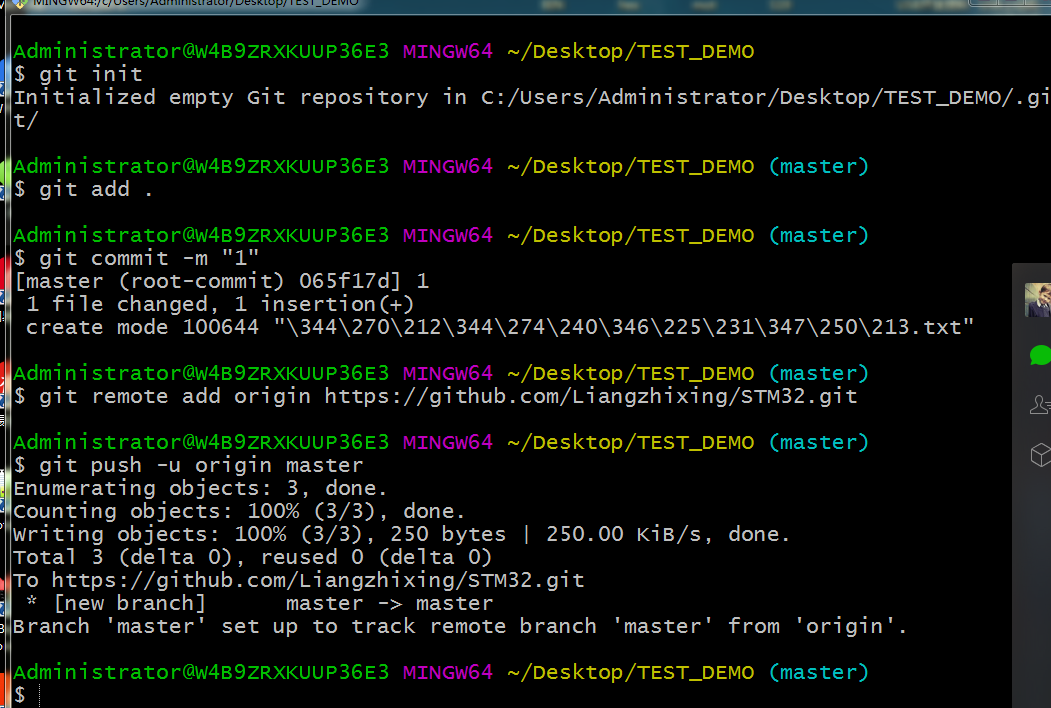 MINGW64:/c/Users/Administrator/Desktop/TEST_DEMO
Administrator@W4B9ZRXKUUP36E3 MINGW64 ~/Desktop/TEST_DEMO
$ git init
Initialized empty Git repository in C:/Users/Administrator/Desktop/TEST_DEMO/.gi
t/
Administrator@W4B9ZRXKUUP36E3 MINGW64 ~/Desktop/TEST_DEMO (master)
$ git add .
Administrator@W4B9ZRXKUUP36E3 MINGW64 ~/Desktop/TEST_DEMO (master)
$ git commit -m "1"
[master (root-commit) 065f17d] 1
 1 file changed, 1 insertion(+)
 create mode 100644 "\344\270\212\344\274\240\346\225\231\347\250\213.txt"
Administrator@W4B9ZRXKUUP36E3 MINGW64 ~/Desktop/TEST_DEMO (master)
$ git remote add origin https://github.com/Liangzhixing/STM32.git
Administrator@W4B9ZRXKUUP36E3 MINGW64 ~/Desktop/TEST_DEMO (master)
$ git push -u origin master
Enumerating objects: 3, done.
Counting objects: 100% (3/3), done.
Writing objects: 100% (3/3), 250 bytes | 250.00 KiB/s, done.
Total 3 (delta 0), reused 0 (delta 0)
To https://github.com/Liangzhixing/STM32.git
 * [new branch]      master -> master
Branch 'master' set up to track remote branch 'master' from 'origin'.
Administrator@W4B9ZRXKUUP36E3 MINGW64 ~/Desktop/TEST_DEMO (master)
$